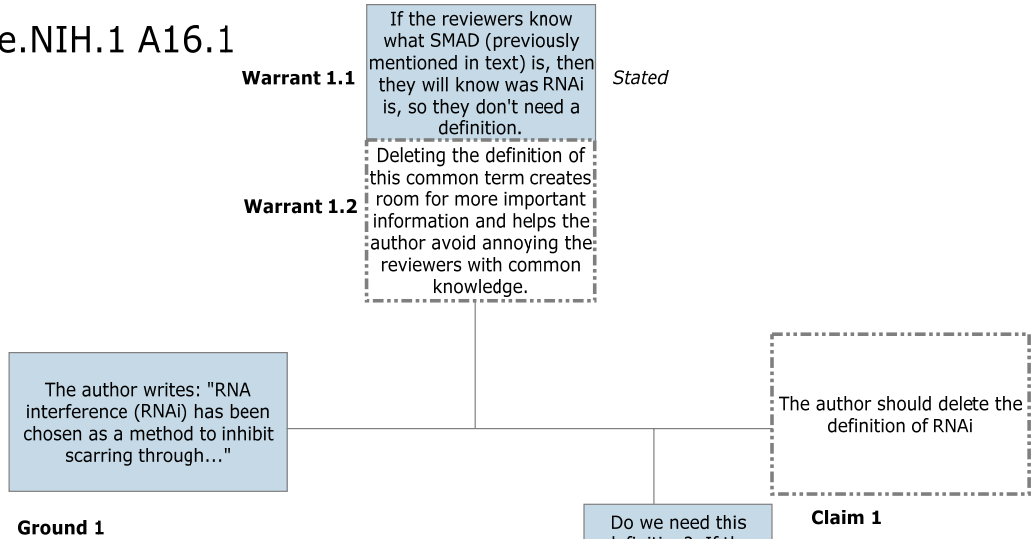 e.NIH.1 A16.1
If the reviewers know
what SMAD (previously
mentioned in text) is, then
they will know was RNAi
is, so they don't need a
definition.
Warrant 1.1
Stated
Deleting the definition of
this common term creates
room for more important
information and helps the
author avoid annoying the
reviewers with common
knowledge.
Warrant 1.2
The author writes: "RNA
interference (RNAi) has been
chosen as a method to inhibit
scarring through..."
Ground 1
The author should delete the
definition of RNAi
Claim 1
Do we need this